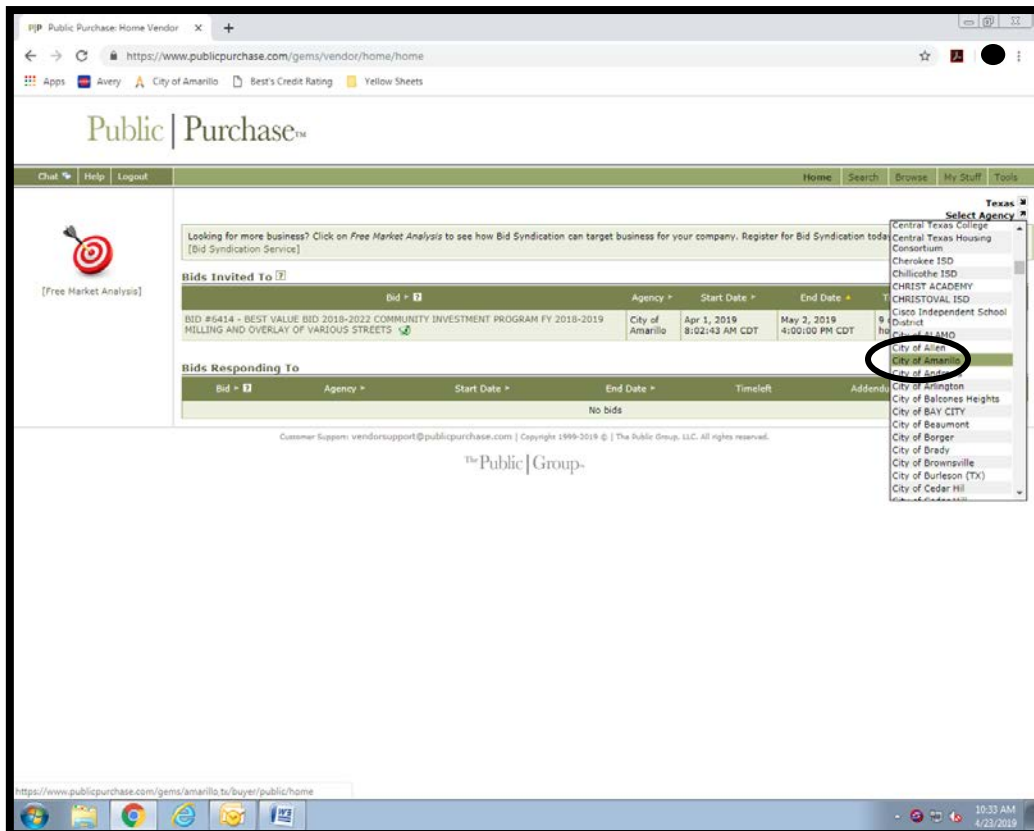 Public Purchase: Home Vendor
https://www.publicpurchase.com/gems/vendor/home/home
Apps Avery City of Amarillo Best's Credit Rating Yellow Sheets
Public | Purchase™
Chat Help Logout
Home Search Browse My Stuff Tools
Texas
Select Agency
[Free Market Analysis]
Looking for more business? Click on Free Market Analysis to see how Bid Syndication can target business for your company. Register for Bid Syndication
[Bid Syndication Service]
Bids Invited To
Bid Agency Start Date End Date
BID #6414 - BEST VALUE BID 2018-2022 COMMUNITY INVESTMENT PROGRAM FY 2018-2019
MILLING AND OVERLAY OF VARIOUS STREETS
City of
Amarillo
Apr 1, 2019
8:02:43 AM CDT
May 2, 2019
4:00:00 PM CDT
Bids Responding To
Bid Agency Start Date End Date Timeleft
No bids
Central Texas College
Central Texas Housing
Consortium
Cherokee ISD
Chillicothe ISD
CHRIST ACADEMY
CHRISTOVAL ISD
Cisco Independent School
District
City of ALAMO
City of Allen
City of Amarillo
City of Andrews
City of Arlington
City of Balcones Heights
City of BAY CITY
City of Beaumont
City of Borger
City of Brady
City of Brownsville
City of Burleson (TX)
City of Cedar Hil
Customer Support: vendorsupport@publicpurchase.com | Copyright 1999-2019 © | The Public Group, LLC. All rights reserved.
The Public | Group
https://www.publicpurchase.com/gems/amarillo,tx/buyer/public/home
10:33 AM
4/23/2019